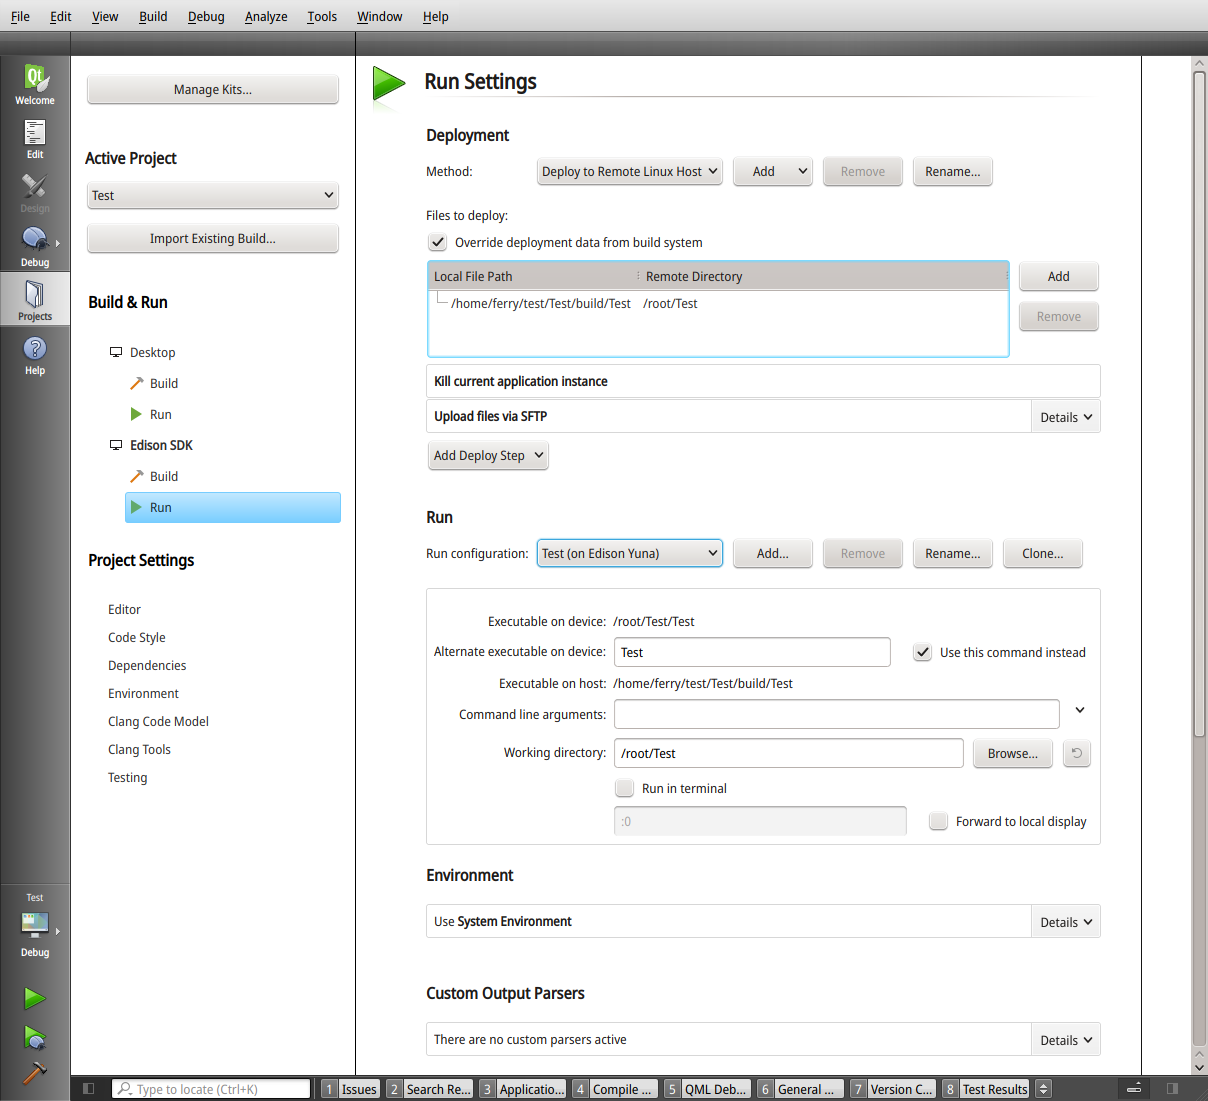 File Edit View Build Debug Analyze Tools Window Help
Welcome
Edit
Design
Debug
Projects
Help
Test
Debug
Manage Kits...
Active Project
Test
Import Existing Build...
Build & Run
Desktop
Build
Run
Edison SDK
Build
Run
Project Settings
Editor
Code Style
Dependencies
Environment
Clang Code Model
Clang Tools
Testing
Run Settings
Deployment
Method: Deploy to Remote Linux Host Add Remove Rename...
Files to deploy:
Override deployment data from build system
Local File Path Remote Directory Add
/home/ferry/test/Test/build/Test /root/Test
Remove
Kill current application instance
Upload files via SFTP Details
Add Deploy Step
Run
Run configuration: Test (on Edison Yuna) Add... Remove Rename... Clone...
Executable on device: /root/Test/Test
Alternate executable on device: Test Use this command instead
Executable on host: /home/ferry/test/Test/build/Test
Command line arguments:
Working directory: /root/Test Browse...
Run in terminal
:0 Forward to local display
Environment
Use System Environment Details
Custom Output Parsers
There are no custom parsers active Details
Type to locate (Ctrl+K) 1 Issues 2 Search Re... 3 Applicatio... 4 Compile ... 5 QML Deb... 6 General ... 7 Version C... 8 Test Results